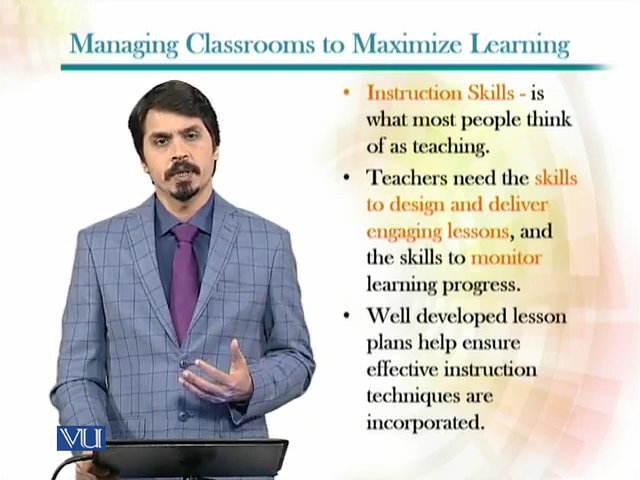 Managing Classrooms to Maximize Learning
• Instruction Skills - is
what most people think
of as teaching.
• Teachers need the skills
to design and deliver
engaging lessons, and
the skills to monitor
learning progress.
• Well developed lesson
plans help ensure
effective instruction
techniques are
incorporated.
VU